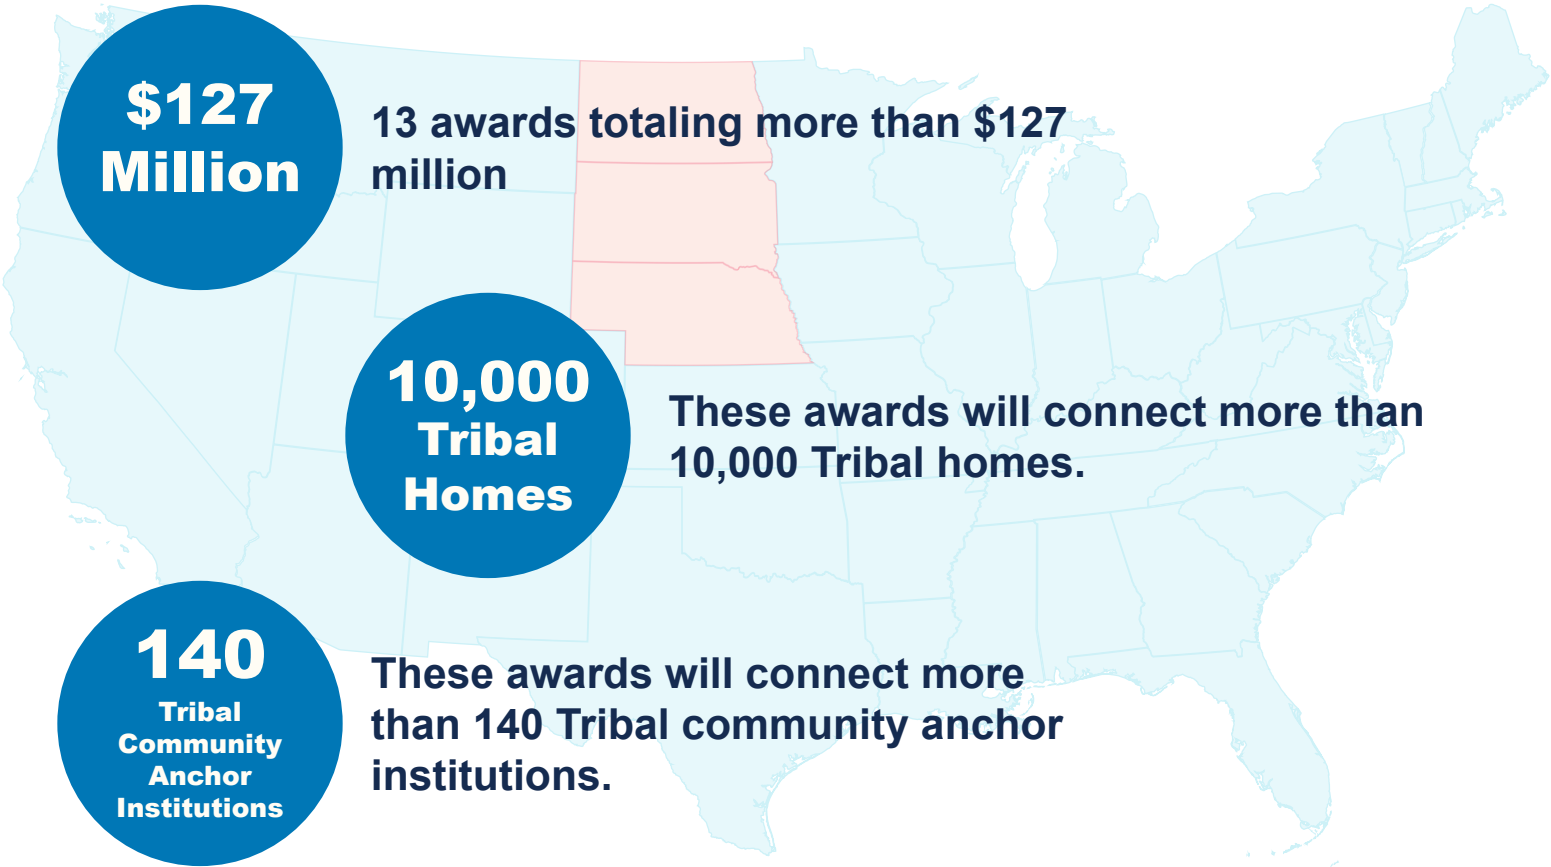 $127
Million
13 awards totaling more than $127
million
10,000
Tribal
Homes
These awards will connect more than
10,000 Tribal homes.
140
Tribal
Community
Anchor
Institutions
These awards will connect more
than 140 Tribal community anchor
institutions.